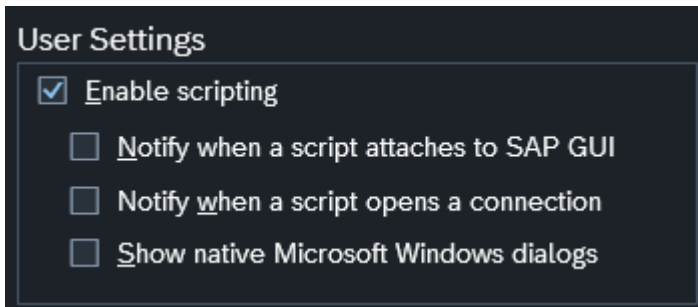 User Settings
Enable scripting
Notify when a script attaches to SAP GUI
Notify when a script opens a connection
Show native Microsoft Windows dialogs